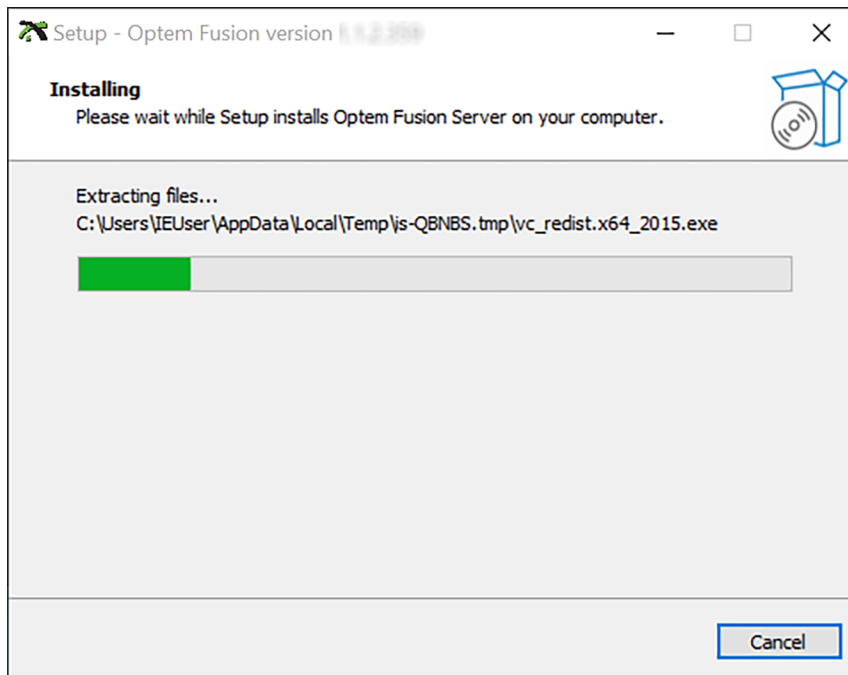 Setup - Optem Fusion version
Installing
Please wait while Setup installs Optem Fusion Server on your computer.
Extracting files...
C:\Users\IEUser\AppData\Local\Temp\is-QBNBS.tmp\vc_redist.x64_2015.exe
Cancel